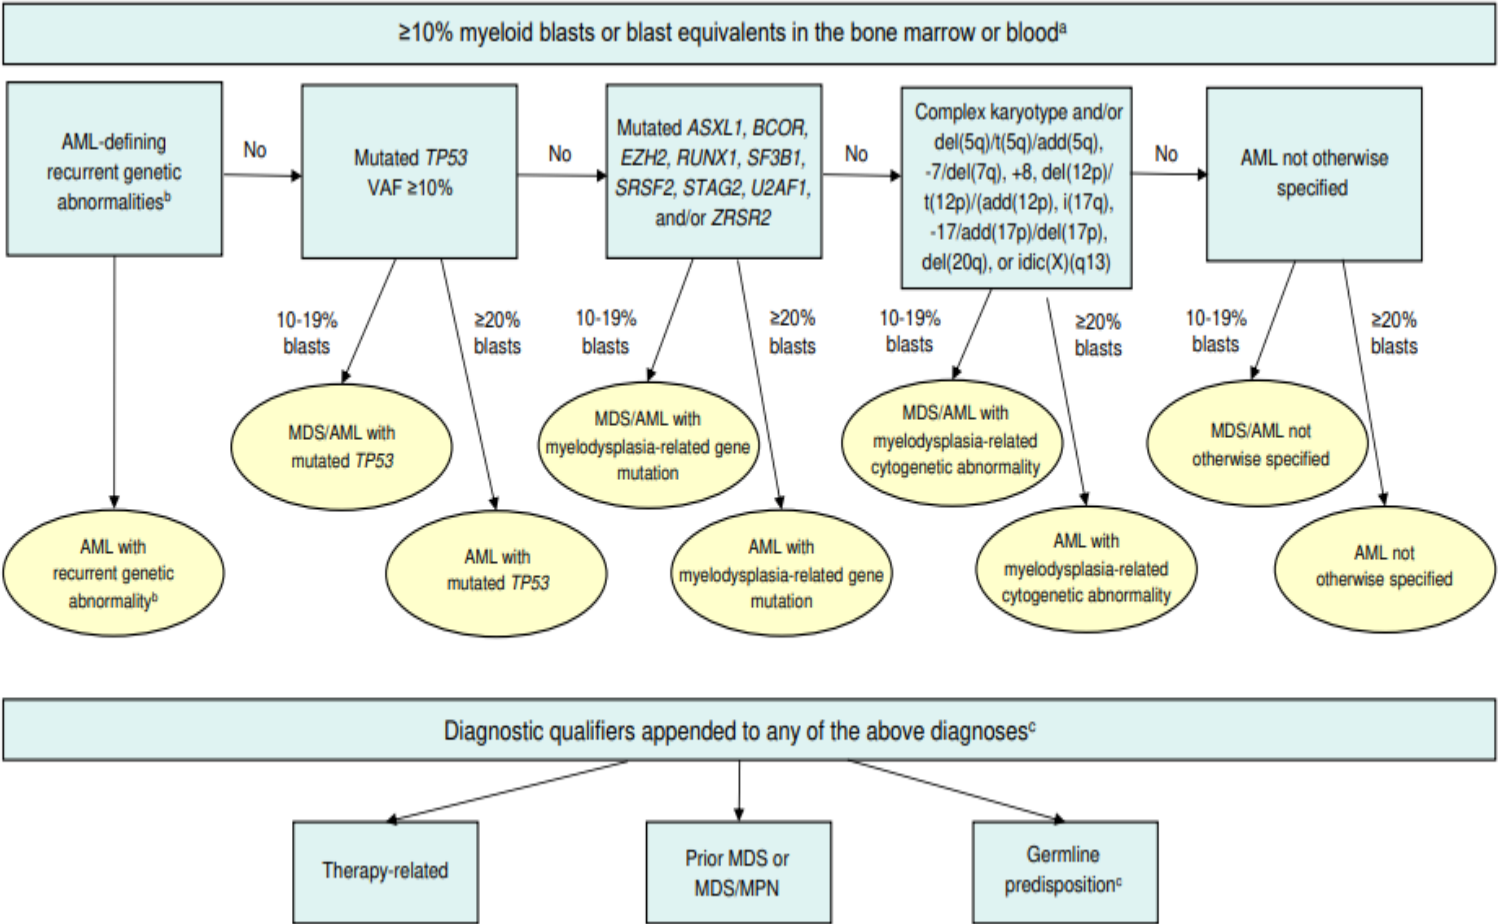 ≥10% myeloid blasts or blast equivalents in the bone marrow or bloodᵃ
AML-defining
recurrent genetic
abnormalitiesᵇ
No
Mutated TP53
VAF ≥10%
No
Mutated ASXL1, BCOR,
EZH2, RUNX1, SF3B1,
SRSF2, STAG2, U2AF1,
and/or ZRSR2
No
Complex karyotype and/or
del(5q)/t(5q)/add(5q),
-7/del(7q), +8, del(12p)/
t(12p)/(add(12p), i(17q),
-17/add(17p)/del(17p),
del(20q), or idic(X)(q13)
No
AML not otherwise
specified
10-19%
blasts
≥20%
blasts
10-19%
blasts
≥20%
blasts
10-19%
blasts
≥20%
blasts
10-19%
blasts
≥20%
blasts
MDS/AML with
mutated TP53
MDS/AML with
myelodysplasia-related gene
mutation
MDS/AML with
myelodysplasia-related
cytogenetic abnormality
MDS/AML not
otherwise specified
AML with
recurrent genetic
abnormalityᵇ
AML with
mutated TP53
AML with
myelodysplasia-related gene
mutation
AML with
myelodysplasia-related
cytogenetic abnormality
AML not
otherwise specified
Diagnostic qualifiers appended to any of the above diagnosesᶜ
Therapy-related
Prior MDS or
MDS/MPN
Germline
predispositionᶜ